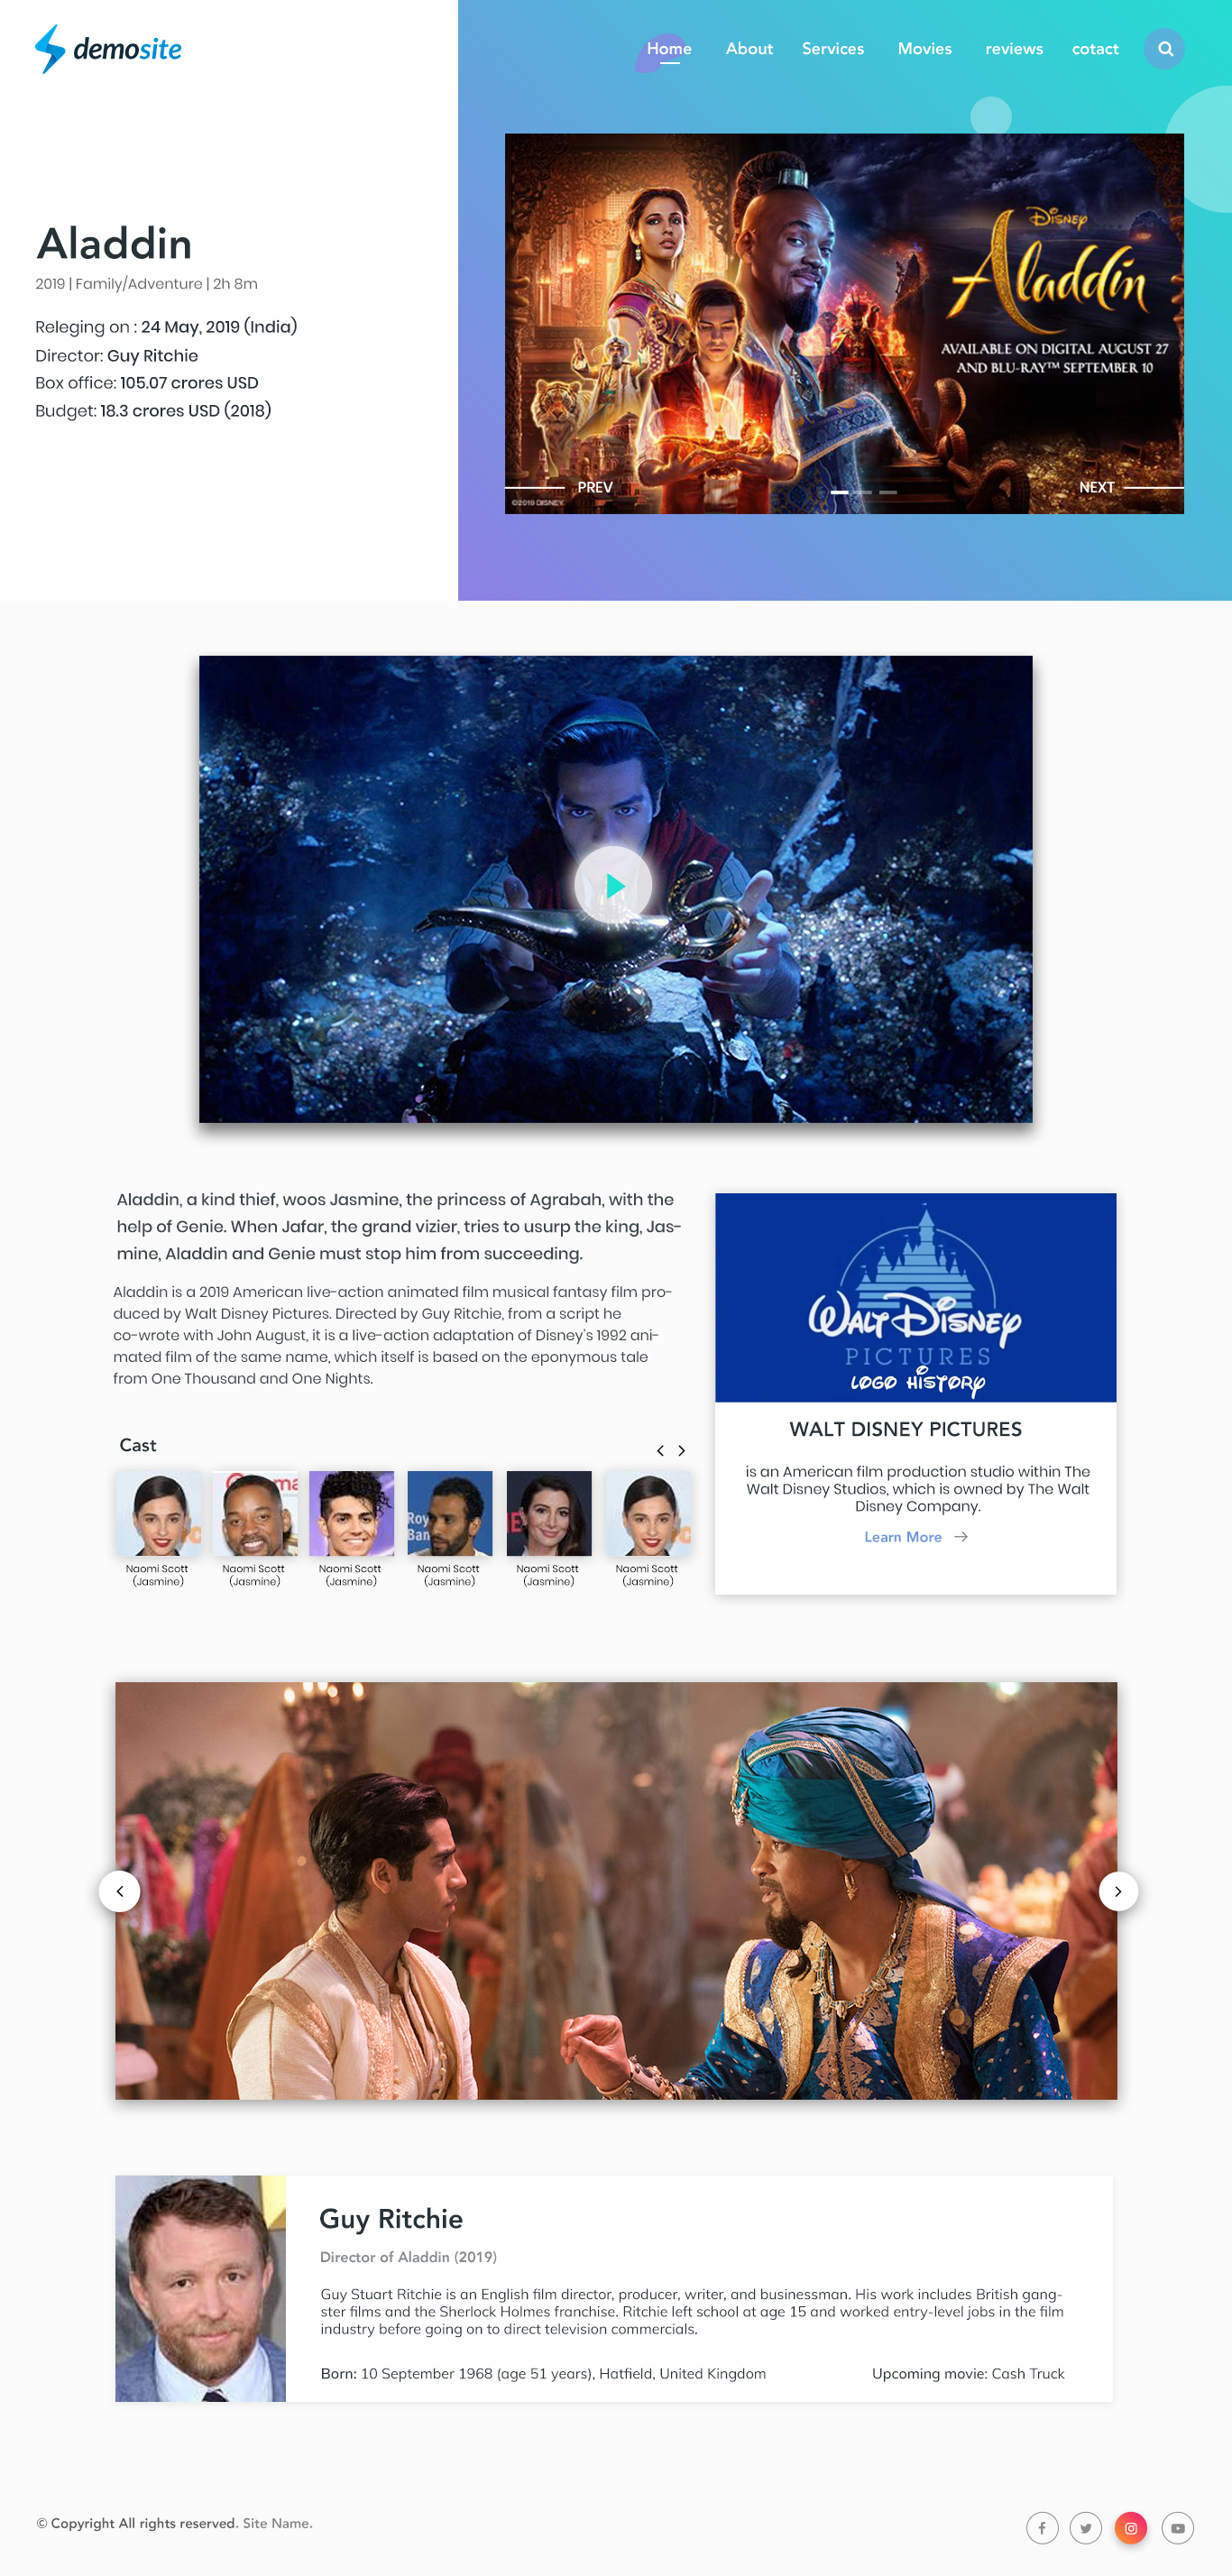 demosite
Home About Services Movies reviews cotact
Aladdin
2019 | Family/Adventure | 2h 8m
Releging on : 24 May, 2019 (India)
Director: Guy Ritchie
Box office: 105.07 crores USD
Budget: 18.3 crores USD (2018)
Disney
Aladdin
AVAILABLE ON DIGITAL AUGUST 27
AND BLU-RAY™ SEPTEMBER 10
PREV
NEXT
©2019 DISNEY
Aladdin, a kind thief, woos Jasmine, the princess of Agrabah, with the
help of Genie. When Jafar, the grand vizier, tries to usurp the king, Jas-
mine, Aladdin and Genie must stop him from succeeding.
Aladdin is a 2019 American live-action animated film musical fantasy film pro-
duced by Walt Disney Pictures. Directed by Guy Ritchie, from a script he
co-wrote with John August, it is a live-action adaptation of Disney's 1992 ani-
mated film of the same name, which itself is based on the eponymous tale
from One Thousand and One Nights.
Cast
Roy
Ban
Naomi Scott
(Jasmine)
Naomi Scott
(Jasmine)
Naomi Scott
(Jasmine)
Naomi Scott
(Jasmine)
Naomi Scott
(Jasmine)
Naomi Scott
(Jasmine)
WALT DISNEY
PICTURES
LOGO HISTORY
WALT DISNEY PICTURES
is an American film production studio within The
Walt Disney Studios, which is owned by The Walt
Disney Company.
Learn More
Guy Ritchie
Director of Aladdin (2019)
Guy Stuart Ritchie is an English film director, producer, writer, and businessman. His work includes British gang-
ster films and the Sherlock Holmes franchise. Ritchie left school at age 15 and worked entry-level jobs in the film
industry before going on to direct television commercials.
Born: 10 September 1968 (age 51 years), Hatfield, United Kingdom
Upcoming movie: Cash Truck
© Copyright All rights reserved. Site Name.